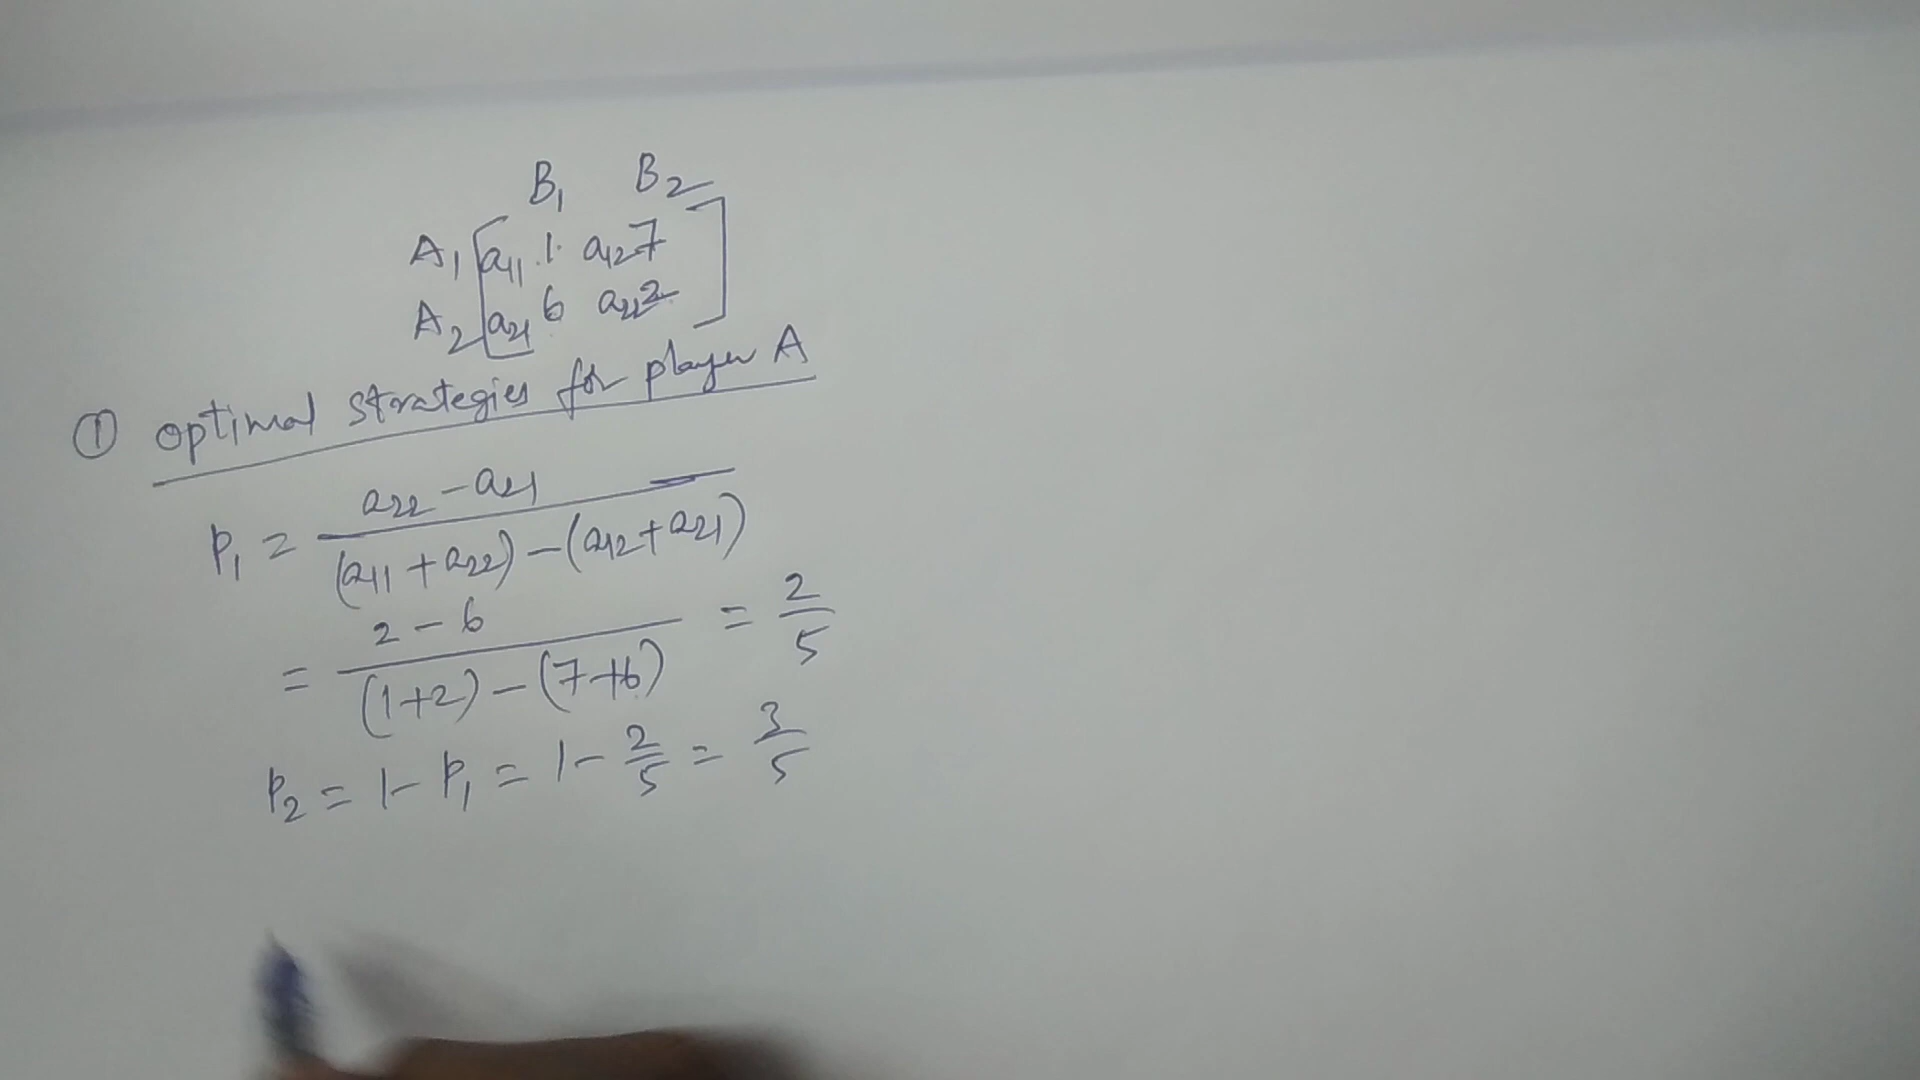 B₁ B₂
A₁ [a₁₁ 1 a₁₂ 7]
A₂ [a₂₁ 6 a₂₂ 2]
① optimal strategies for player A
P₁ = (a₂₂ - a₂₁) / ((a₁₁ + a₂₂) - (a₁₂ + a₂₁))
= (2 - 6) / ((1+2) - (7+6)) = 2/5
P₂ = 1 - P₁ = 1 - 2/5 = 3/5